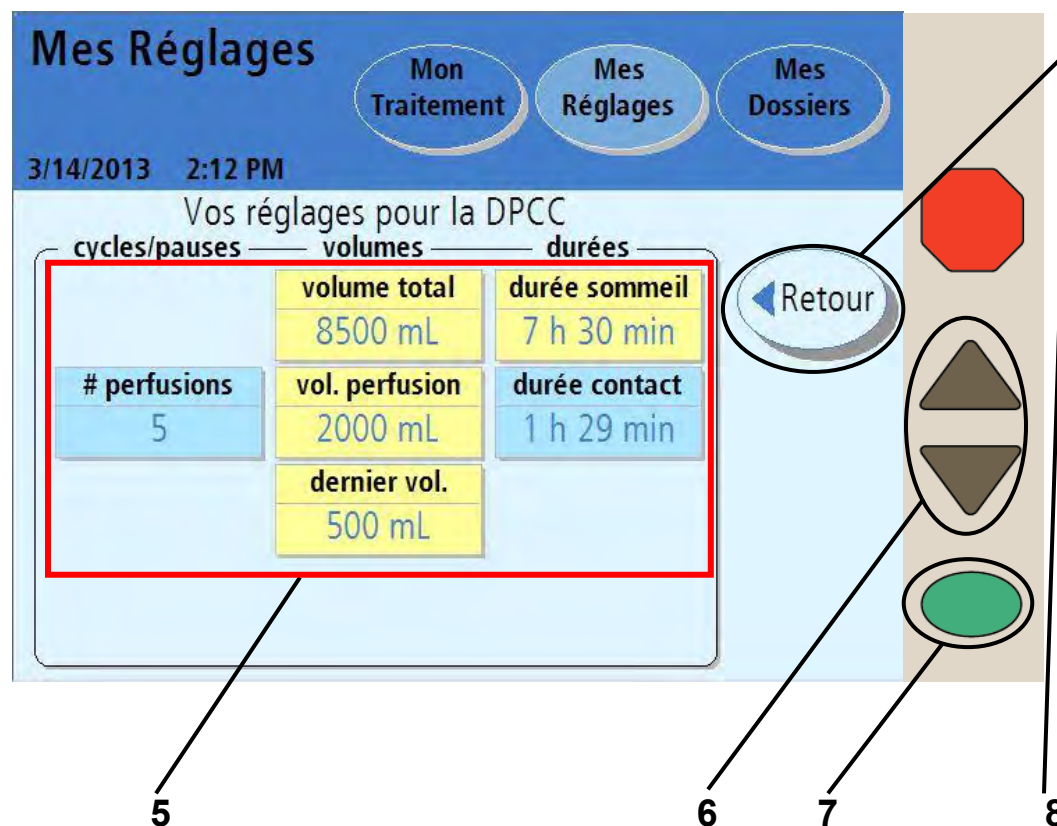 Mes Réglages
Mon
Traitement
Mes
Réglages
Mes
Dossiers
3/14/2013 2:12 PM
Vos réglages pour la DPCC
cycles/pauses volumes durées
volume total durée sommeil
8500 mL 7 h 30 min
Retour
# perfusions vol. perfusion durée contact
5 2000 mL 1 h 29 min
dernier vol.
500 mL
5 6 7 8